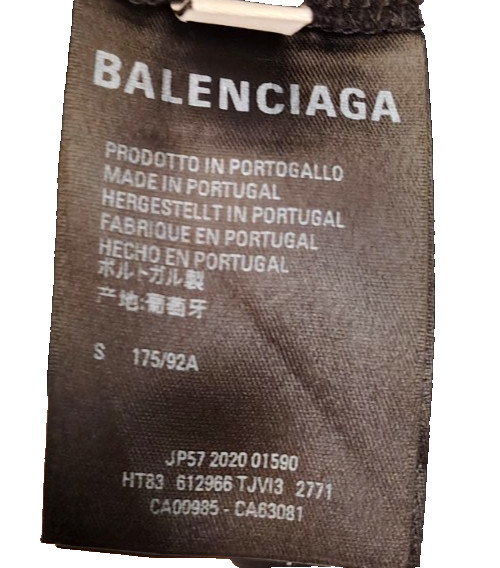 BALENCIAGA
PRODOTTO IN PORTOGALLO
MADE IN PORTUGAL
HERGESTELLT IN PORTUGAL
FABRIQUE EN PORTUGAL
HECHO EN PORTUGAL
ポルトガル製
产地:葡萄牙
S 175/92A
JP57 2020 01590
HT83 612966 TJVI3 2771
CA00985 - CA63081